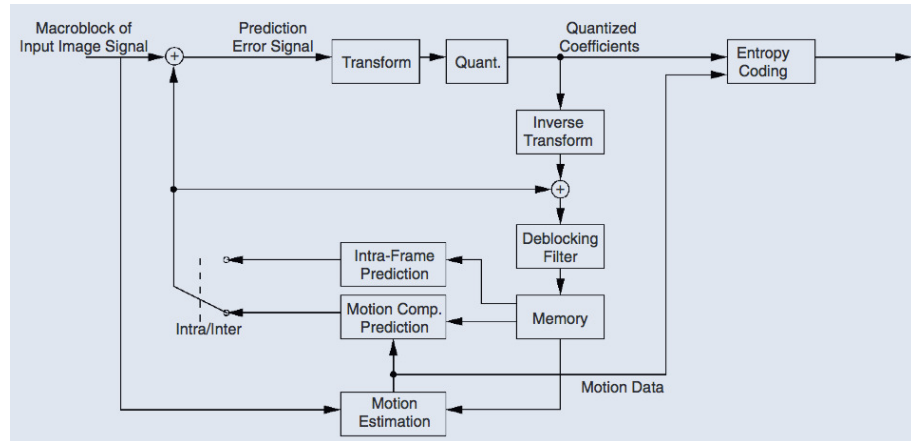 Macroblock of
Input Image Signal
Prediction
Error Signal
Quantized
Coefficients
Transform
Quant.
Entropy
Coding
Inverse
Transform
Deblocking
Filter
Intra-Frame
Prediction
Motion Comp.
Prediction
Memory
Intra/Inter
Motion Data
Motion
Estimation